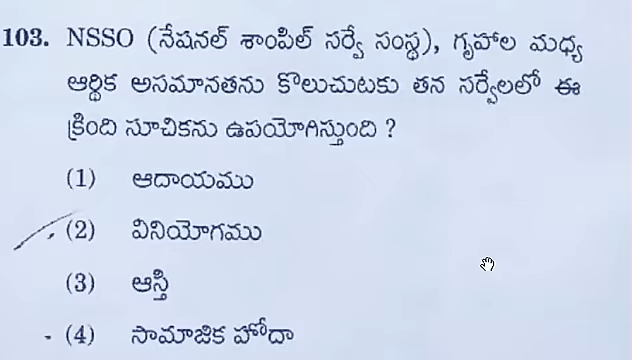 103. NSSO (నేషనల్ శాంపిల్ సర్వే సంస్థ), గృహాల మధ్య
ఆర్థిక అసమానతను కొలుచుటకు తన సర్వేలలో ఈ
క్రింది సూచికను ఉపయోగిస్తుంది ?
(1) ఆదాయము
(2) వినియోగము
(3) ఆస్తి
(4) సామాజిక హోదా